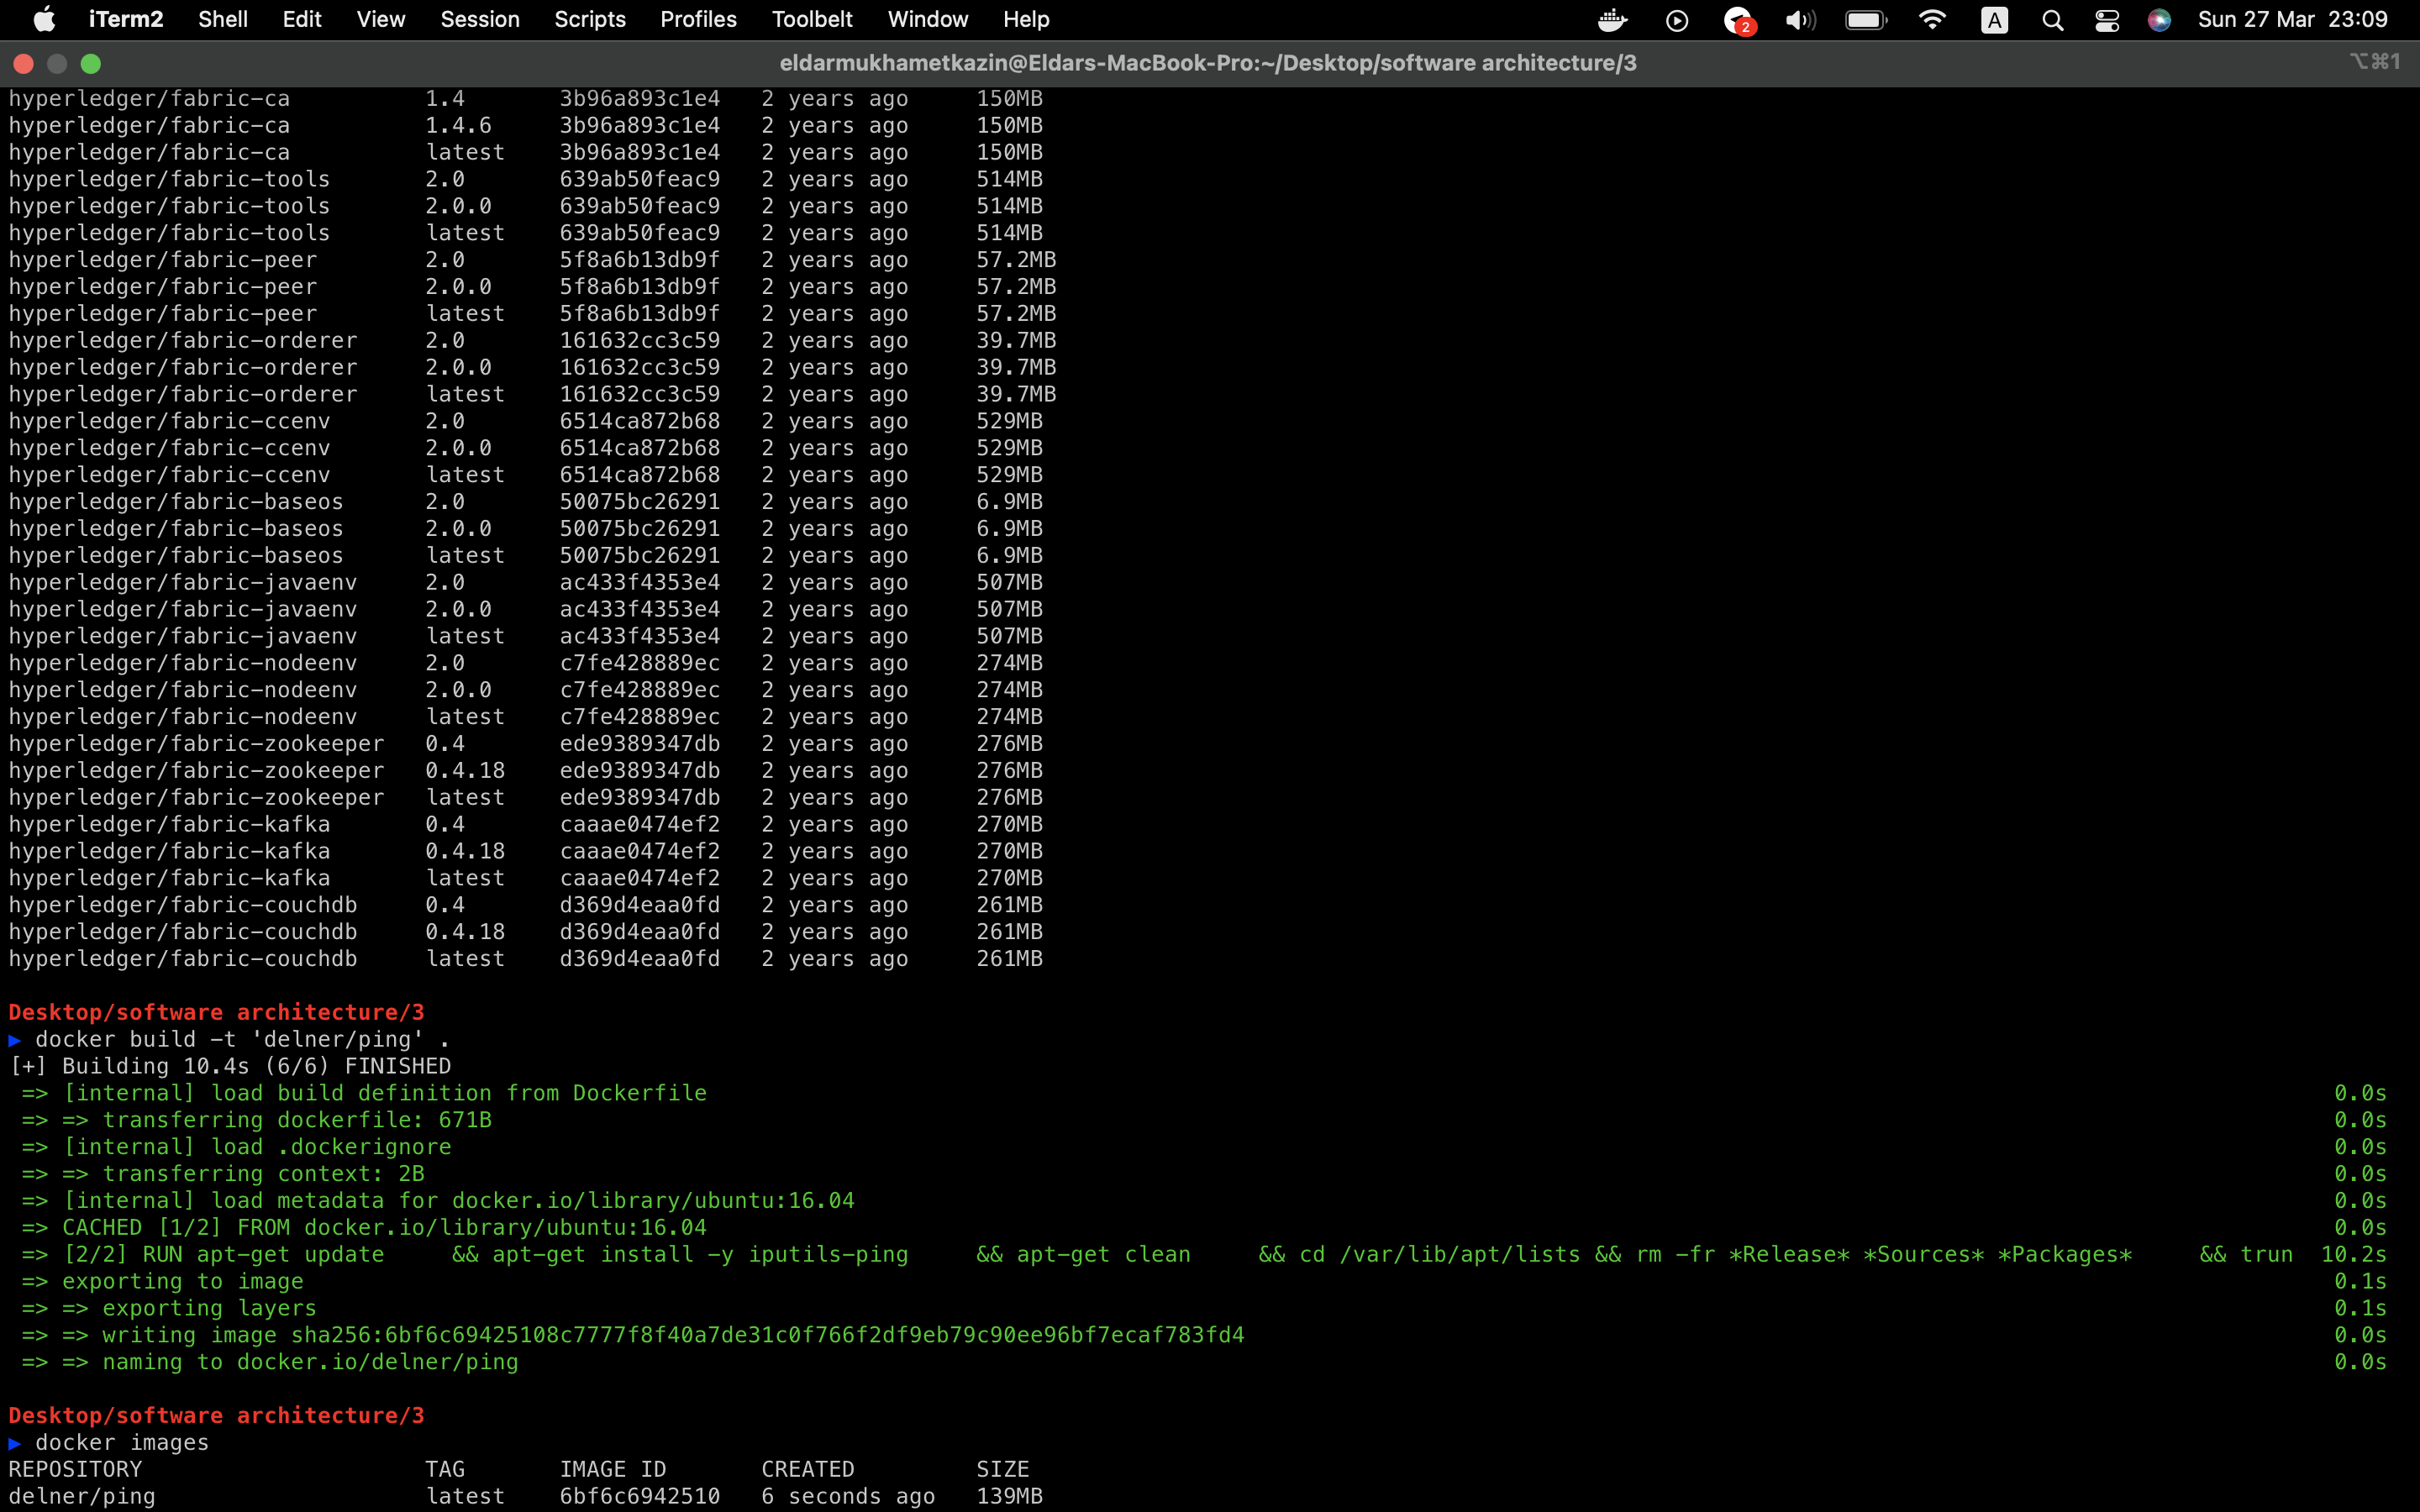 iTerm2 Shell Edit View Session Scripts Profiles Toolbelt Window Help 2 A Sun 27 Mar 23:09
eldarmukhametkazin@Eldars-MacBook-Pro:~/Desktop/software architecture/3 ⌥⌘1
hyperledger/fabric-ca 1.4 3b96a893c1e4 2 years ago 150MB
hyperledger/fabric-ca 1.4.6 3b96a893c1e4 2 years ago 150MB
hyperledger/fabric-ca latest 3b96a893c1e4 2 years ago 150MB
hyperledger/fabric-tools 2.0 639ab50feac9 2 years ago 514MB
hyperledger/fabric-tools 2.0.0 639ab50feac9 2 years ago 514MB
hyperledger/fabric-tools latest 639ab50feac9 2 years ago 514MB
hyperledger/fabric-peer 2.0 5f8a6b13db9f 2 years ago 57.2MB
hyperledger/fabric-peer 2.0.0 5f8a6b13db9f 2 years ago 57.2MB
hyperledger/fabric-peer latest 5f8a6b13db9f 2 years ago 57.2MB
hyperledger/fabric-orderer 2.0 161632cc3c59 2 years ago 39.7MB
hyperledger/fabric-orderer 2.0.0 161632cc3c59 2 years ago 39.7MB
hyperledger/fabric-orderer latest 161632cc3c59 2 years ago 39.7MB
hyperledger/fabric-ccenv 2.0 6514ca872b68 2 years ago 529MB
hyperledger/fabric-ccenv 2.0.0 6514ca872b68 2 years ago 529MB
hyperledger/fabric-ccenv latest 6514ca872b68 2 years ago 529MB
hyperledger/fabric-baseos 2.0 50075bc26291 2 years ago 6.9MB
hyperledger/fabric-baseos 2.0.0 50075bc26291 2 years ago 6.9MB
hyperledger/fabric-baseos latest 50075bc26291 2 years ago 6.9MB
hyperledger/fabric-javaenv 2.0 ac433f4353e4 2 years ago 507MB
hyperledger/fabric-javaenv 2.0.0 ac433f4353e4 2 years ago 507MB
hyperledger/fabric-javaenv latest ac433f4353e4 2 years ago 507MB
hyperledger/fabric-nodeenv 2.0 c7fe428889ec 2 years ago 274MB
hyperledger/fabric-nodeenv 2.0.0 c7fe428889ec 2 years ago 274MB
hyperledger/fabric-nodeenv latest c7fe428889ec 2 years ago 274MB
hyperledger/fabric-zookeeper 0.4 ede9389347db 2 years ago 276MB
hyperledger/fabric-zookeeper 0.4.18 ede9389347db 2 years ago 276MB
hyperledger/fabric-zookeeper latest ede9389347db 2 years ago 276MB
hyperledger/fabric-kafka 0.4 caaae0474ef2 2 years ago 270MB
hyperledger/fabric-kafka 0.4.18 caaae0474ef2 2 years ago 270MB
hyperledger/fabric-kafka latest caaae0474ef2 2 years ago 270MB
hyperledger/fabric-couchdb 0.4 d369d4eaa0fd 2 years ago 261MB
hyperledger/fabric-couchdb 0.4.18 d369d4eaa0fd 2 years ago 261MB
hyperledger/fabric-couchdb latest d369d4eaa0fd 2 years ago 261MB
Desktop/software architecture/3
▶ docker build -t 'delner/ping' .
[+] Building 10.4s (6/6) FINISHED
=> [internal] load build definition from Dockerfile 0.0s
=> => transferring dockerfile: 671B 0.0s
=> [internal] load .dockerignore 0.0s
=> => transferring context: 2B 0.0s
=> [internal] load metadata for docker.io/library/ubuntu:16.04 0.0s
=> CACHED [1/2] FROM docker.io/library/ubuntu:16.04 0.0s
=> [2/2] RUN apt-get update && apt-get install -y iputils-ping && apt-get clean && cd /var/lib/apt/lists && rm -fr *Release* *Sources* *Packages* && trun 10.2s
=> exporting to image 0.1s
=> => exporting layers 0.1s
=> => writing image sha256:6bf6c69425108c7777f8f40a7de31c0f766f2df9eb79c90ee96bf7ecaf783fd4 0.0s
=> => naming to docker.io/delner/ping 0.0s
Desktop/software architecture/3
▶ docker images
REPOSITORY TAG IMAGE ID CREATED SIZE
delner/ping latest 6bf6c6942510 6 seconds ago 139MB